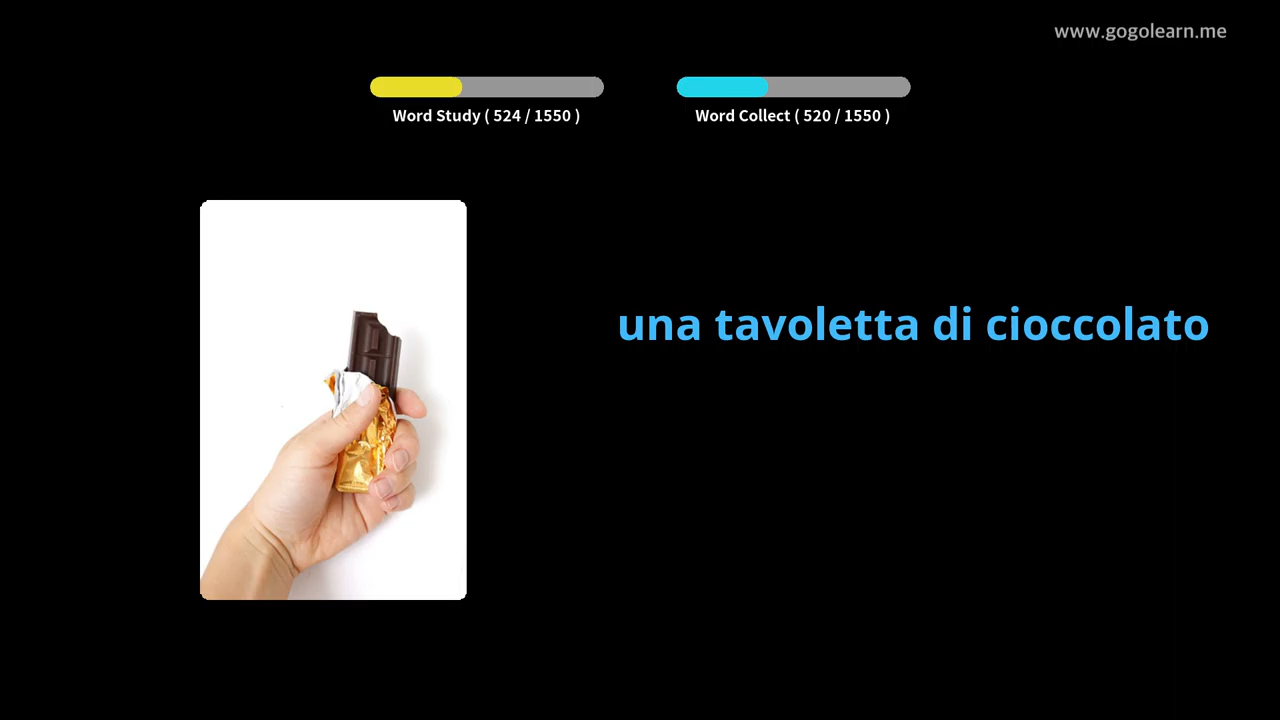 www.gogolearn.me
Word Study ( 524 / 1550 )
Word Collect ( 520 / 1550 )
una tavoletta di cioccolato